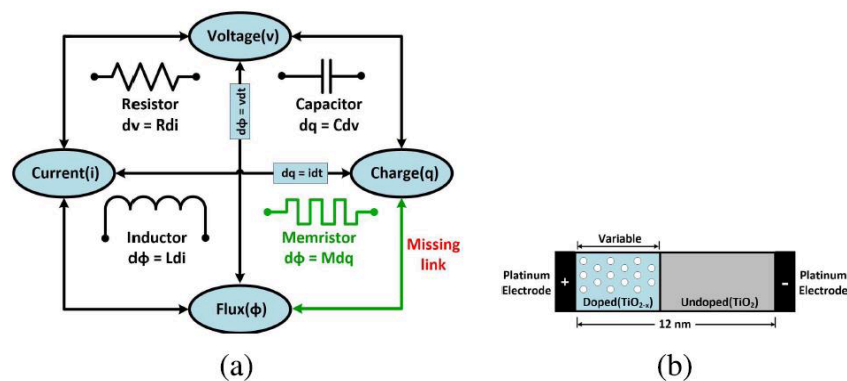 Voltage(v)
Resistor
dv = Rdi
dϕ = vdt
Capacitor
dq = Cdv
Current(i)
dq = idt
Charge(q)
Inductor
dϕ = Ldi
Memristor
dϕ = Mdq
Missing
link
Flux(ϕ)
(a)
Variable
Platinum
Electrode
+
-
Platinum
Electrode
Doped(TiO₂₋ₓ)
Undoped(TiO₂)
12 nm
(b)